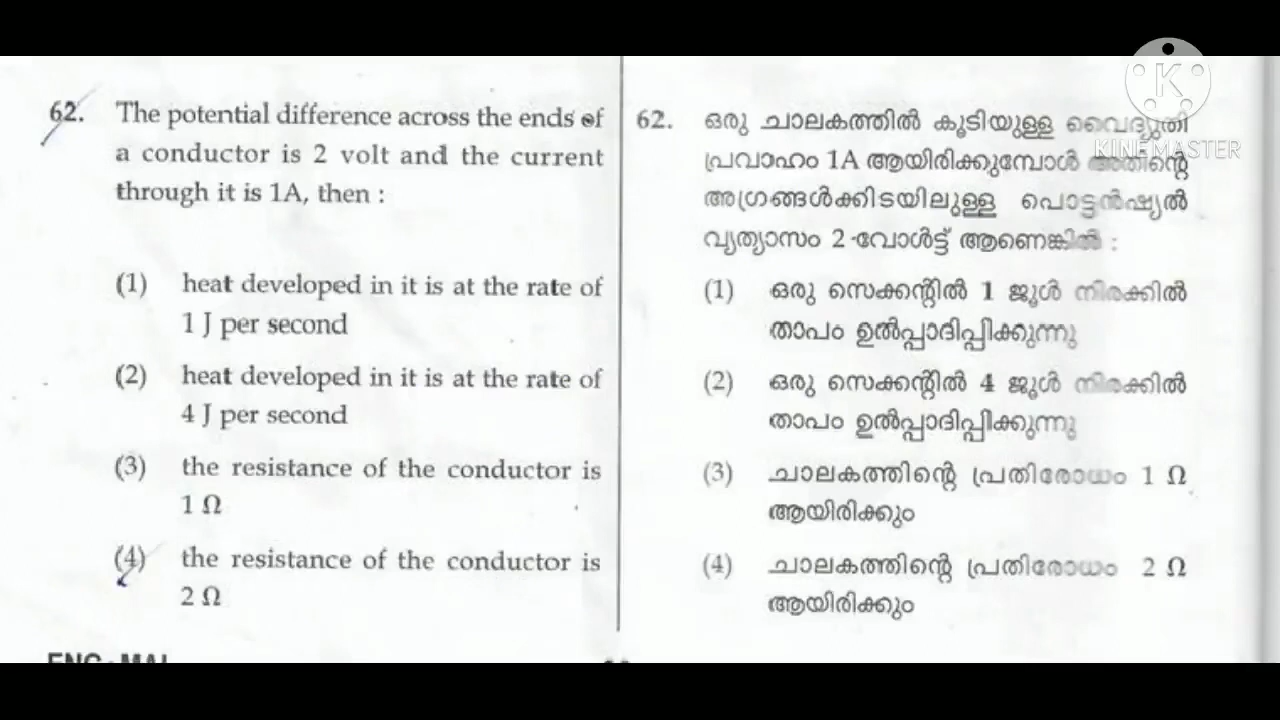 62. The potential difference across the ends of
a conductor is 2 volt and the current
through it is 1A, then :
(1) heat developed in it is at the rate of
1 J per second
(2) heat developed in it is at the rate of
4 J per second
(3) the resistance of the conductor is
1 Ω
(4) the resistance of the conductor is
2 Ω
62. ഒരു ചാലകത്തിൽ കൂടിയുള്ള വൈദ്യുതി
പ്രവാഹം 1A ആയിരിക്കുമ്പോൾ അതിന്റെ
അഗ്രങ്ങൾക്കിടയിലുള്ള പൊട്ടൻഷ്യൽ
വ്യത്യാസം 2 വോൾട്ട് ആണെങ്കിൽ :
(1) ഒരു സെക്കന്റിൽ 1 ജൂൾ നിരക്കിൽ
താപം ഉൽപ്പാദിപ്പിക്കുന്നു
(2) ഒരു സെക്കന്റിൽ 4 ജൂൾ നിരക്കിൽ
താപം ഉൽപ്പാദിപ്പിക്കുന്നു
(3) ചാലകത്തിന്റെ പ്രതിരോധം 1 Ω
ആയിരിക്കും
(4) ചാലകത്തിന്റെ പ്രതിരോധം 2 Ω
ആയിരിക്കും
K
KINEMASTER